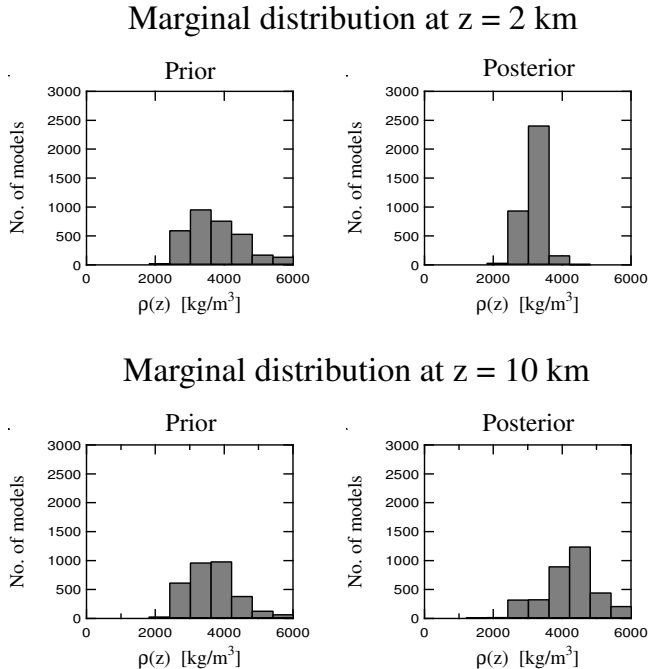 Marginal distribution at z = 2 km
Prior
Posterior
No. of models
3000
2500
2000
1500
1000
500
0
0 2000 4000 6000
ρ(z) [kg/m³]
No. of models
3000
2500
2000
1500
1000
500
0
0 2000 4000 6000
ρ(z) [kg/m³]
Marginal distribution at z = 10 km
Prior
Posterior
No. of models
3000
2500
2000
1500
1000
500
0
0 2000 4000 6000
ρ(z) [kg/m³]
No. of models
3000
2500
2000
1500
1000
500
0
0 2000 4000 6000
ρ(z) [kg/m³]